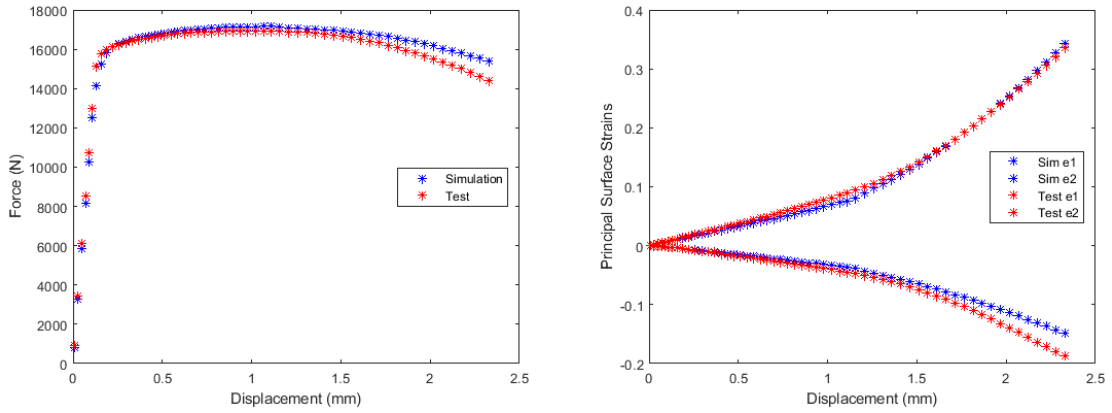 18000
16000
14000
12000
10000
8000
6000
4000
2000
0
Force (N)
0
0.5
1
1.5
2
2.5
Displacement (mm)
Simulation
Test
0.4
0.3
0.2
0.1
0
-0.1
-0.2
Principal Surface Strains
0
0.5
1
1.5
2
2.5
Displacement (mm)
Sim e1
Sim e2
Test e1
Test e2